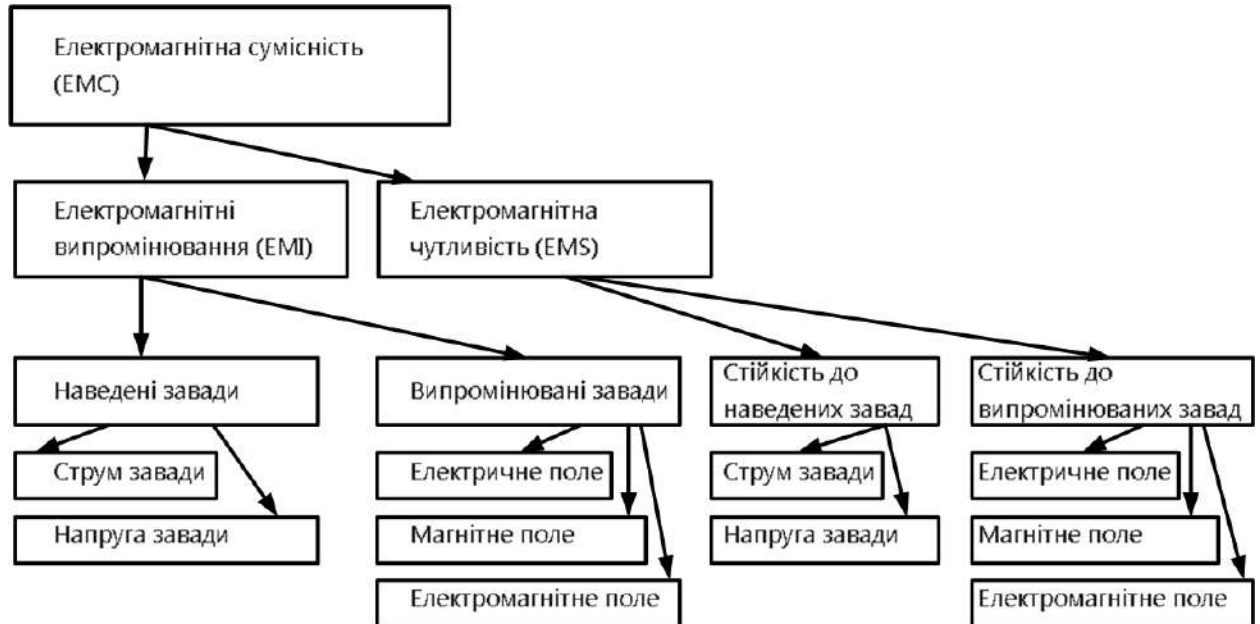 Електромагнітна сумісність
(EMC)
Електромагнітні
випромінювання (EMI)
Електромагнітна
чутливість (EMS)
Наведені завади
Випромінювані завади
Стійкість до
наведених завад
Стійкість до
випромінюваних завад
Струм завади
Електричне поле
Струм завади
Електричне поле
Напруга завади
Магнітне поле
Напруга завади
Магнітне поле
Електромагнітне поле
Електромагнітне поле